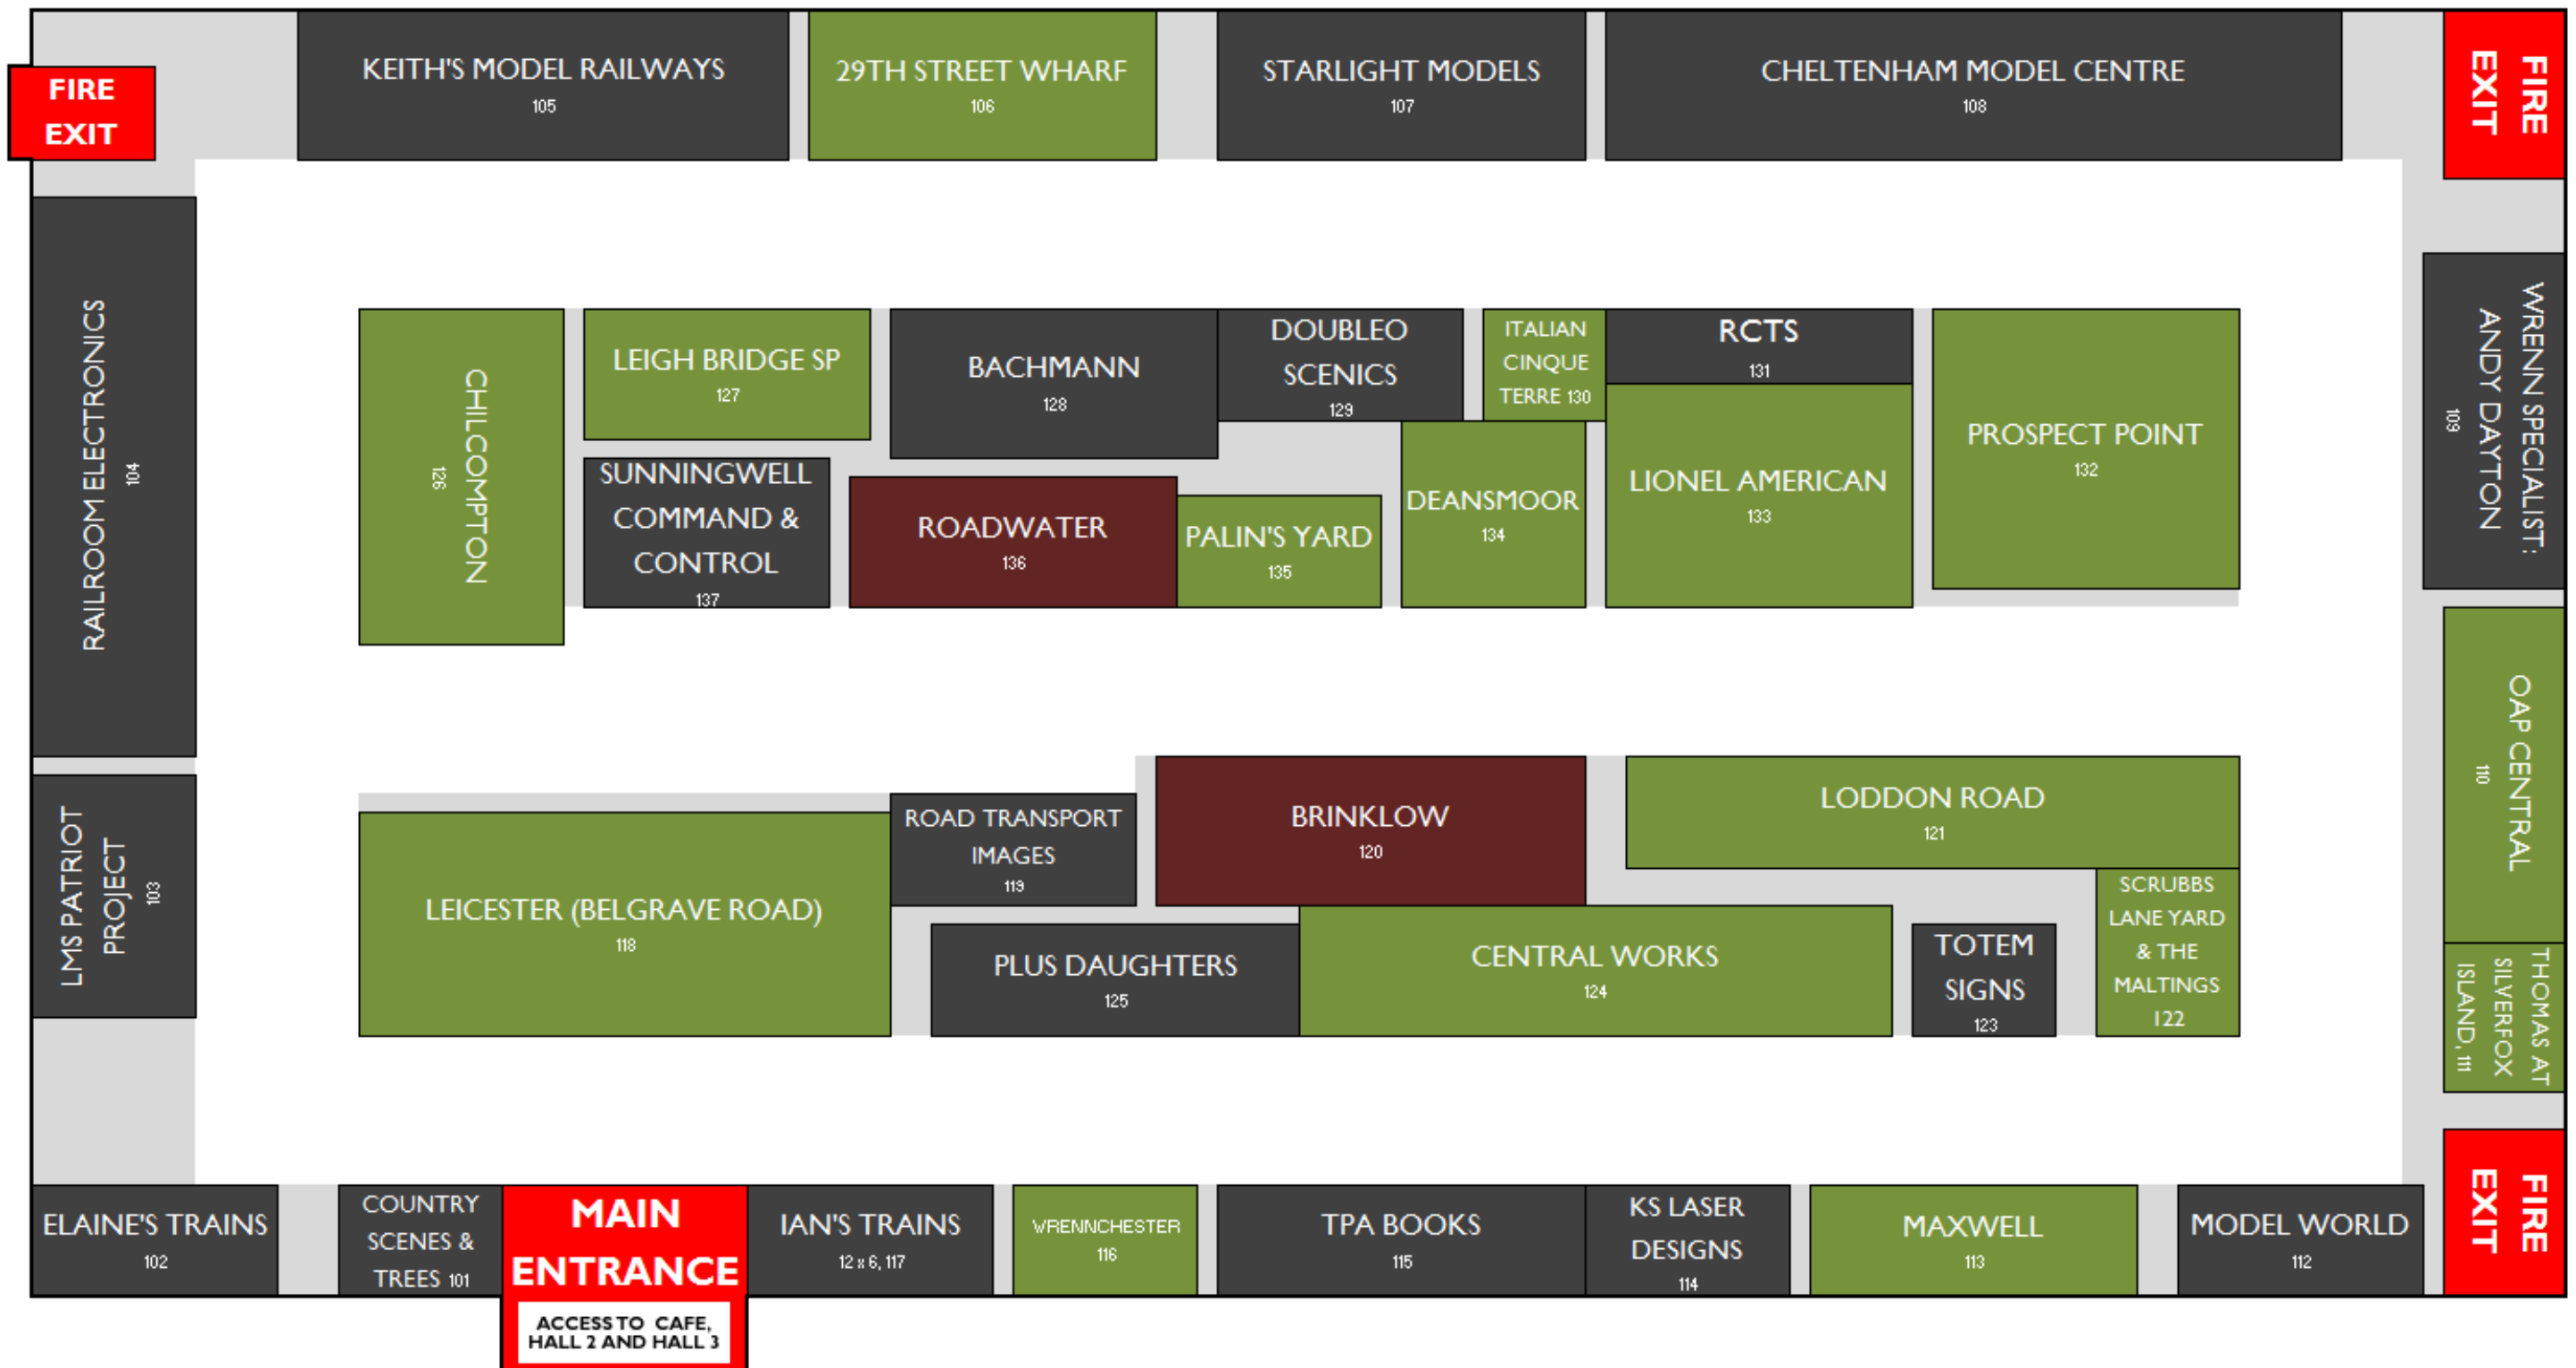 KEITH'S MODEL RAILWAYS
105
29TH STREET WHARF
106
STARLIGHT MODELS
107
CHELTENHAM MODEL CENTRE
108
FIRE
EXIT
FIRE
EXIT
RAILROOM ELECTRONICS
104
CHILCOMPTON
126
LEIGH BRIDGE SP
127
BACHMANN
128
DOUBLEO
SCENICS
129
ITALIAN
CINQUE
TERRE 130
RCTS
131
PROSPECT POINT
132
WRENN SPECIALIST:
ANDY DAYTON
109
SUNNINGWELL
COMMAND &
CONTROL
137
ROADWATER
136
PALIN'S YARD
135
DEANSMOOR
134
LIONEL AMERICAN
133
LMS PATRIOT
PROJECT
103
LEICESTER (BELGRAVE ROAD)
118
ROAD TRANSPORT
IMAGES
119
BRINKLOW
120
LODDON ROAD
121
OAP CENTRAL
110
PLUS DAUGHTERS
125
CENTRAL WORKS
124
TOTEM
SIGNS
123
SCRUBBS
LANE YARD
& THE
MALTINGS
122
THOMAS AT
SILVERFOX
ISLAND, 111
ELAINE'S TRAINS
102
COUNTRY
SCENES &
TREES 101
MAIN
ENTRANCE
ACCESS TO CAFE,
HALL 2 AND HALL 3
IAN'S TRAINS
12 x 6, 117
WRENNCHESTER
116
TPA BOOKS
115
KS LASER
DESIGNS
114
MAXWELL
113
MODEL WORLD
112
FIRE
EXIT